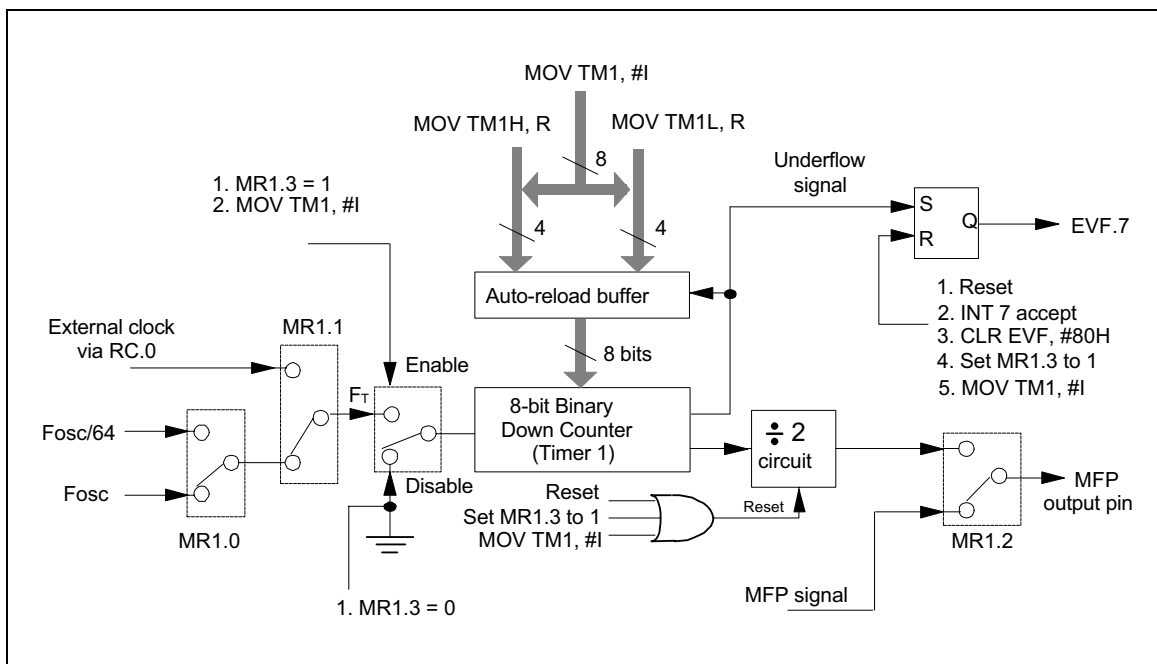 MOV TM1, #I
MOV TM1H, R
MOV TM1L, R
8
Underflow
signal
1. MR1.3 = 1
2. MOV TM1, #I
4
4
S
Q
R
EVF.7
Auto-reload buffer
1. Reset
2. INT 7 accept
3. CLR EVF, #80H
4. Set MR1.3 to 1
5. MOV TM1, #I
External clock
via RC.0
MR1.1
8 bits
Enable
FT
8-bit Binary
Down Counter
(Timer 1)
÷ 2
circuit
Fosc/64
Fosc
Disable
MFP
output pin
Reset
Set MR1.3 to 1
MOV TM1, #I
Reset
MR1.0
MR1.2
1. MR1.3 = 0
MFP signal